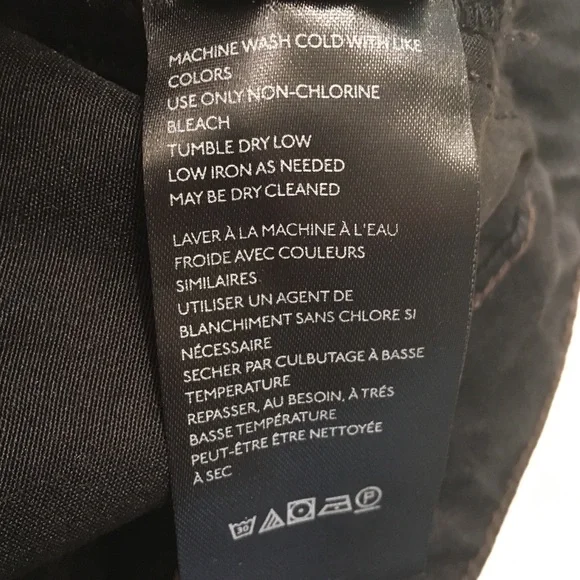 MACHINE WASH COLD WITH LIKE
COLORS
USE ONLY NON-CHLORINE
BLEACH
TUMBLE DRY LOW
LOW IRON AS NEEDED
MAY BE DRY CLEANED
LAVER À LA MACHINE À L'EAU
FROIDE AVEC COULEURS
SIMILAIRES
UTILISER UN AGENT DE
BLANCHIMENT SANS CHLORE SI
NÉCESSAIRE
SECHER PAR CULBUTAGE À BASSE
TEMPERATURE
REPASSER, AU BESOIN, À TRÉS
BASSE TEMPÉRATURE
PEUT-ÊTRE ÊTRE NETTOYÉE
À SEC
30 P